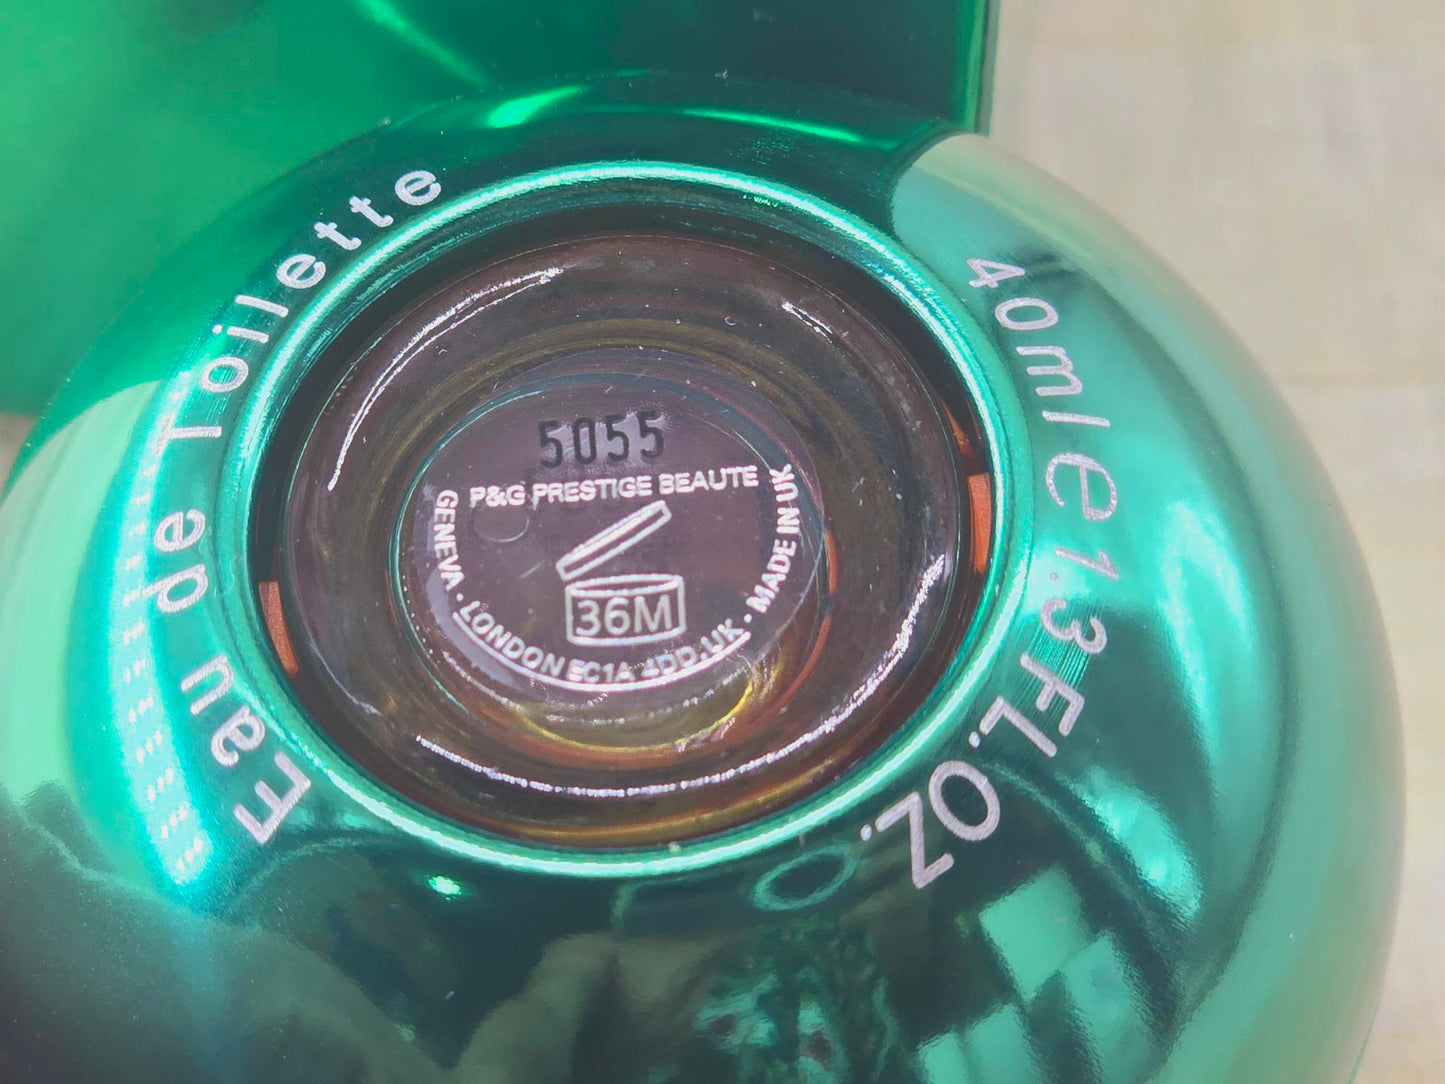 Eau de Toilette
40ml e 1.3FL.OZ.
5055
P&G PRESTIGE BEAUTE
GENEVA · LONDON EC1A 4DD UK · MADE IN UK
36M